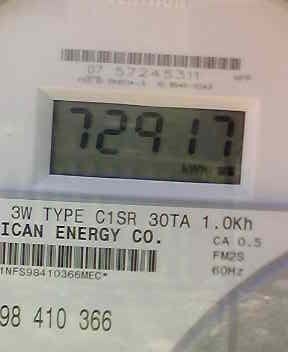 07 57245311
72917
3W TYPE C1SR 30TA 1.0Kh
ICAN ENERGY CO.
CA 0.5
FM2S
1NFS98410366MEC*
60Hz
98 410 366